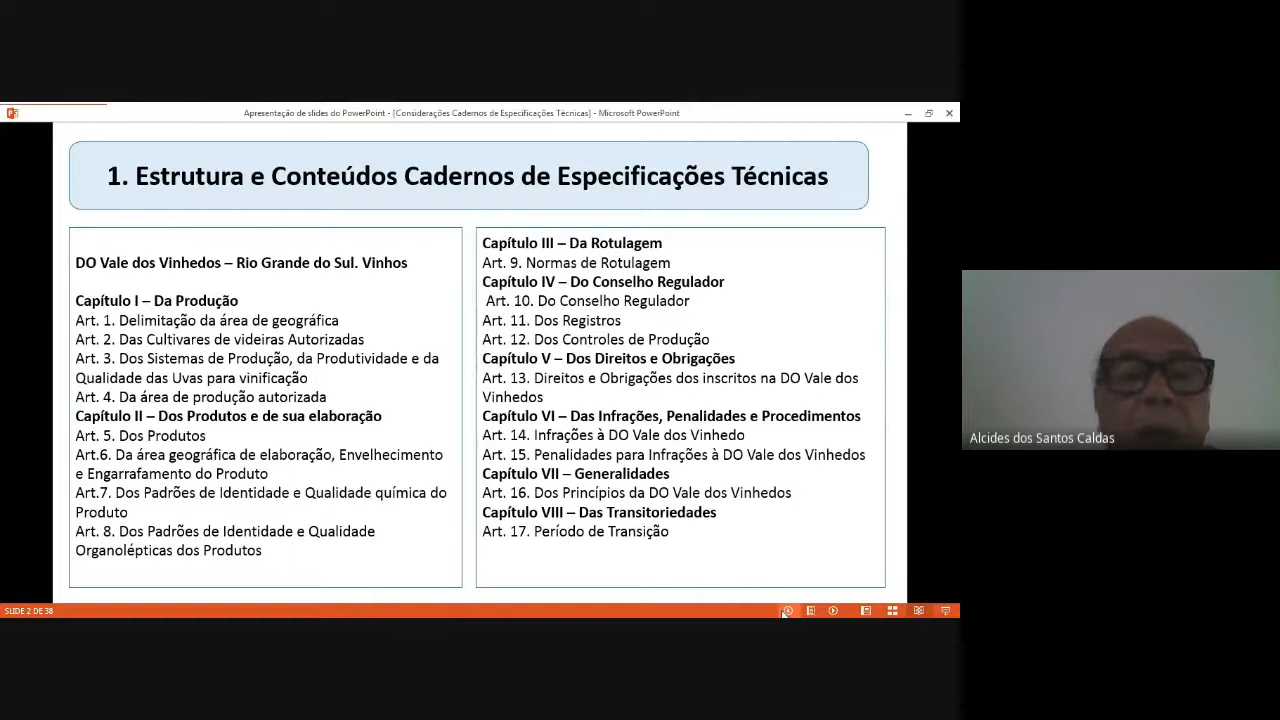 Apresentação de slides do PowerPoint - [Considerações Cadernos de Especificações Técnicas] - Microsoft PowerPoint
1. Estrutura e Conteúdos Cadernos de Especificações Técnicas
DO Vale dos Vinhedos – Rio Grande do Sul. Vinhos
Capítulo I – Da Produção
Art. 1. Delimitação da área de geográfica
Art. 2. Das Cultivares de videiras Autorizadas
Art. 3. Dos Sistemas de Produção, da Produtividade e da
Qualidade das Uvas para vinificação
Art. 4. Da área de produção autorizada
Capítulo II – Dos Produtos e de sua elaboração
Art. 5. Dos Produtos
Art.6. Da área geográfica de elaboração, Envelhecimento
e Engarrafamento do Produto
Art.7. Dos Padrões de Identidade e Qualidade química do
Produto
Art. 8. Dos Padrões de Identidade e Qualidade
Organolépticas dos Produtos
Capítulo III – Da Rotulagem
Art. 9. Normas de Rotulagem
Capítulo IV – Do Conselho Regulador
Art. 10. Do Conselho Regulador
Art. 11. Dos Registros
Art. 12. Dos Controles de Produção
Capítulo V – Dos Direitos e Obrigações
Art. 13. Direitos e Obrigações dos inscritos na DO Vale dos
Vinhedos
Capítulo VI – Das Infrações, Penalidades e Procedimentos
Art. 14. Infrações à DO Vale dos Vinhedo
Art. 15. Penalidades para Infrações à DO Vale dos Vinhedos
Capítulo VII – Generalidades
Art. 16. Dos Princípios da DO Vale dos Vinhedos
Capítulo VIII – Das Transitoriedades
Art. 17. Período de Transição
SLIDE 2 DE 38
Alcides dos Santos Caldas